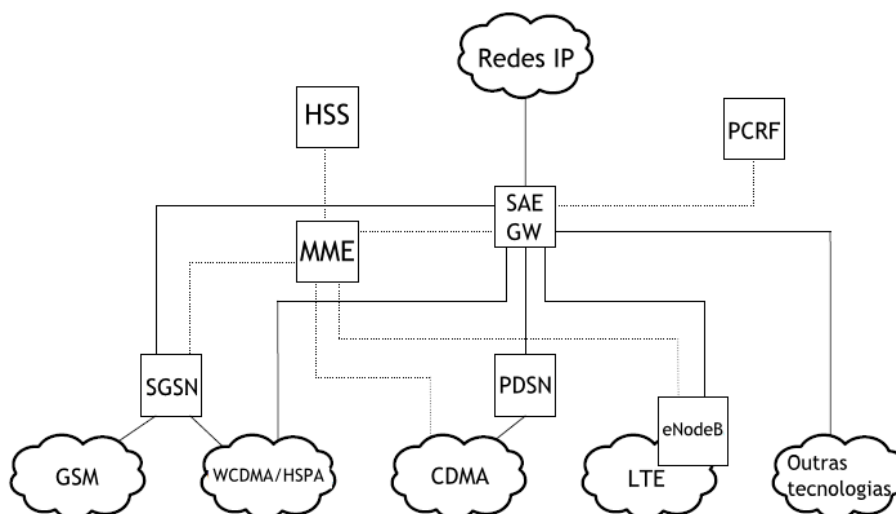 Redes IP
HSS
PCRF
SAE
GW
MME
SGSN
PDSN
eNodeB
GSM
WCDMA/HSPA
CDMA
LTE
Outras
tecnologias